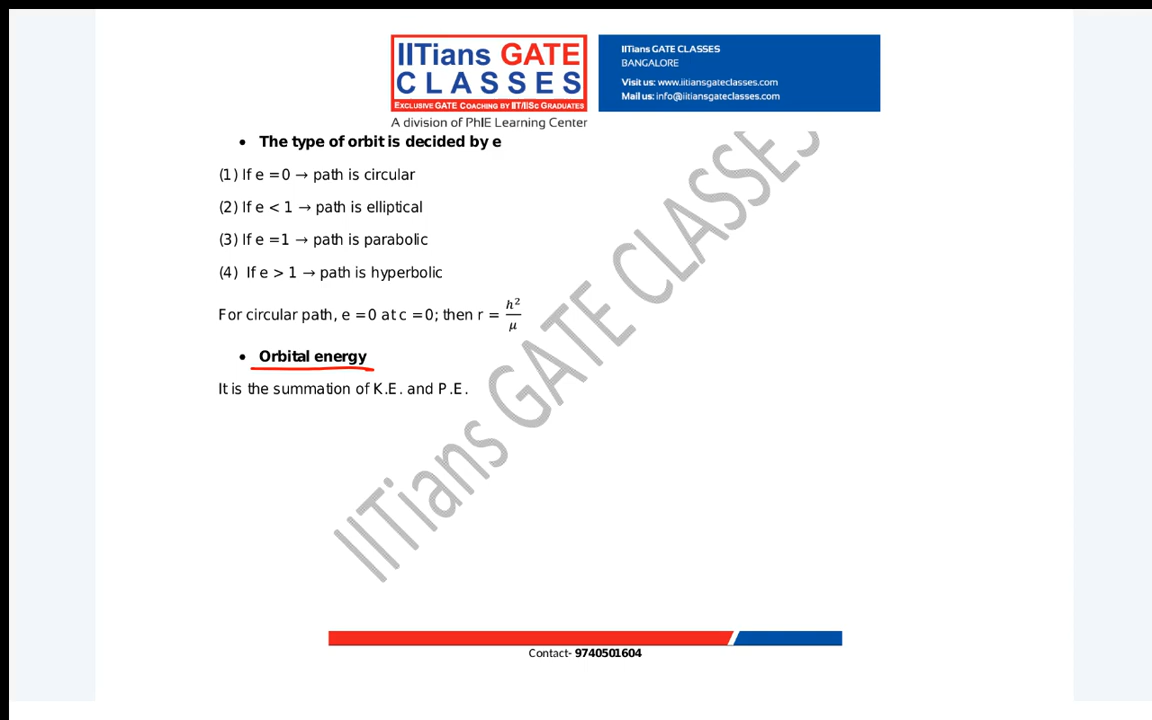 IITians GATE
CLASSES
EXCLUSIVE GATE COACHING BY IIT/IISc GRADUATES
A division of PhIE Learning Center
IITians GATE CLASSES
BANGALORE
Visit us: www.iitiansgateclasses.com
Mail us: info@iitiansgateclasses.com
• The type of orbit is decided by e
(1) If e = 0 → path is circular
(2) If e < 1 → path is elliptical
(3) If e = 1 → path is parabolic
(4) If e > 1 → path is hyperbolic
For circular path, e = 0 at c = 0; then r = h²/μ
• Orbital energy
It is the summation of K.E. and P.E.
IITians GATE CLASSES
Contact- 9740501604